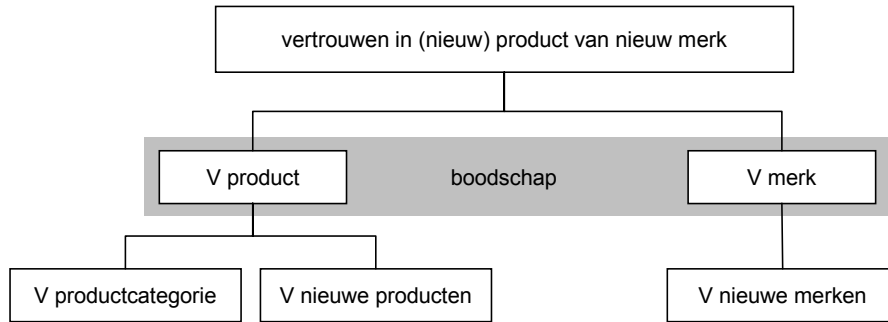 vertrouwen in (nieuw) product van nieuw merk
V product
boodschap
V merk
V productcategorie
V nieuwe producten
V nieuwe merken